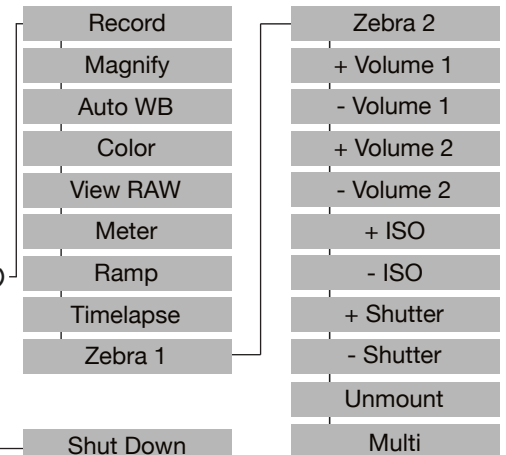 Record
Magnify
Auto WB
Color
View RAW
Meter
Ramp
Timelapse
Zebra 1
Shut Down
Zebra 2
+ Volume 1
- Volume 1
+ Volume 2
- Volume 2
+ ISO
- ISO
+ Shutter
- Shutter
Unmount
Multi